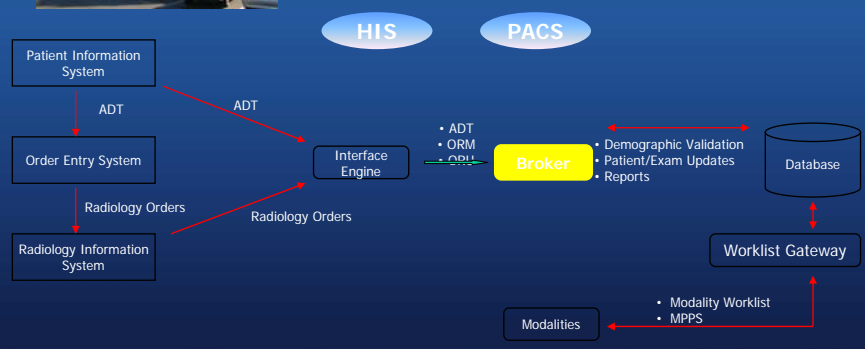 HIS
PACS
Patient Information
System
ADT
ADT
Order Entry System
Radiology Orders
Radiology Orders
Radiology Information
System
Interface
Engine
• ADT
• ORM
• ORU
Broker
• Demographic Validation
• Patient/Exam Updates
• Reports
Database
Worklist Gateway
• Modality Worklist
• MPPS
Modalities